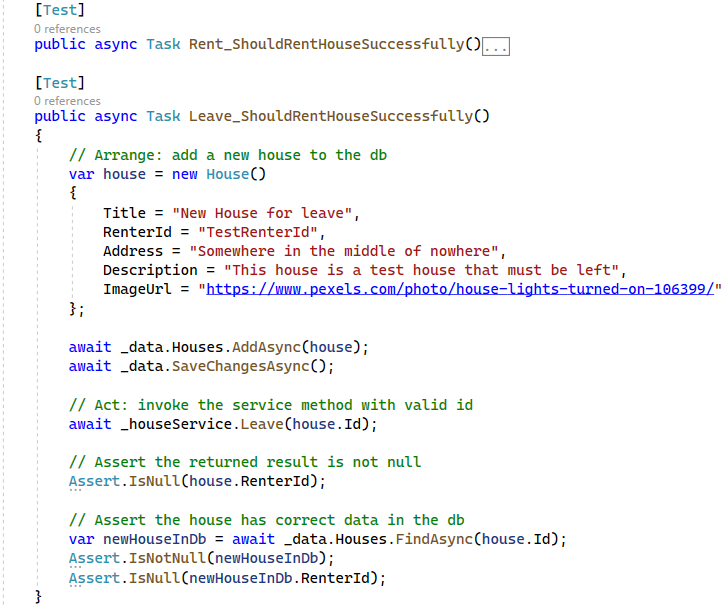 [Test]
0 references
public async Task Rent_ShouldRentHouseSuccessfully()...
[Test]
0 references
public async Task Leave_ShouldRentHouseSuccessfully()
{
    // Arrange: add a new house to the db
    var house = new House()
    {
        Title = "New House for leave",
        RenterId = "TestRenterId",
        Address = "Somewhere in the middle of nowhere",
        Description = "This house is a test house that must be left",
        ImageUrl = "https://www.pexels.com/photo/house-lights-turned-on-106399/"
    };
    await _data.Houses.AddAsync(house);
    await _data.SaveChangesAsync();
    // Act: invoke the service method with valid id
    await _houseService.Leave(house.Id);
    // Assert the returned result is not null
    Assert.IsNull(house.RenterId);
    // Assert the house has correct data in the db
    var newHouseInDb = await _data.Houses.FindAsync(house.Id);
    Assert.IsNotNull(newHouseInDb);
    Assert.IsNull(newHouseInDb.RenterId);
}